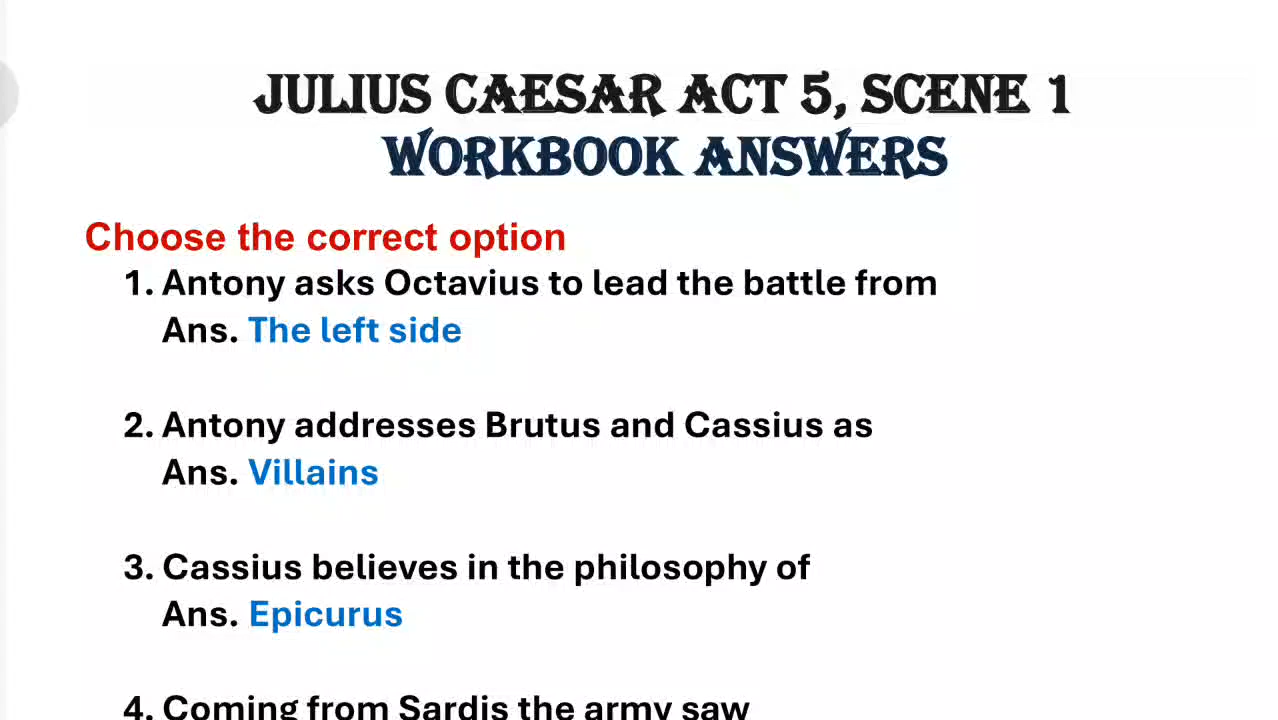 JULIUS CAESAR ACT 5, SCENE 1
WORKBOOK ANSWERS
Choose the correct option
1. Antony asks Octavius to lead the battle from
Ans. The left side
2. Antony addresses Brutus and Cassius as
Ans. Villains
3. Cassius believes in the philosophy of
Ans. Epicurus
4. Coming from Sardis the army saw